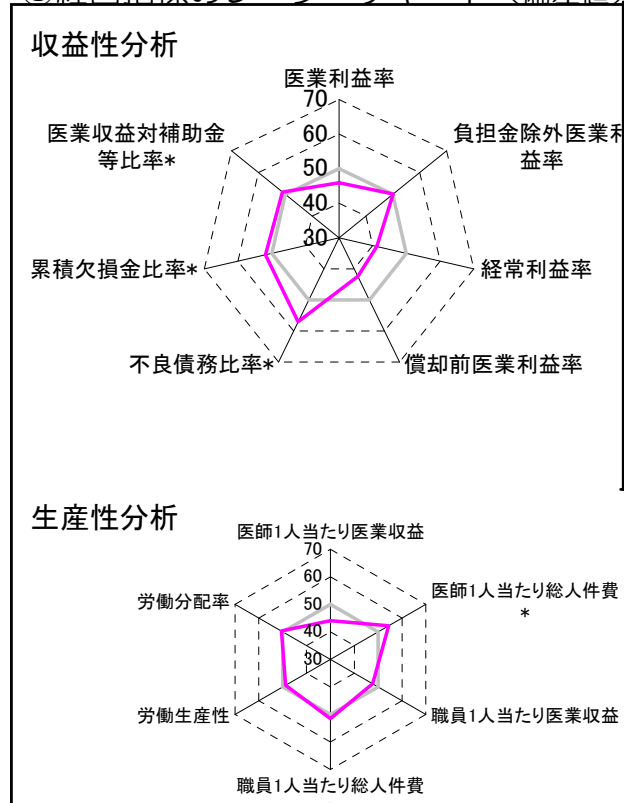 収益性分析
医業利益率
70
60
50
40
30
医業収益対補助金
等比率*
負担金除外医業利
益率
累積欠損金比率*
経常利益率
不良債務比率*
償却前医業利益率
生産性分析
医師1人当たり医業収益
70
60
50
40
30
医師1人当たり総人件費
*
労働分配率
労働生産性
職員1人当たり医業収益
職員1人当たり総人件費